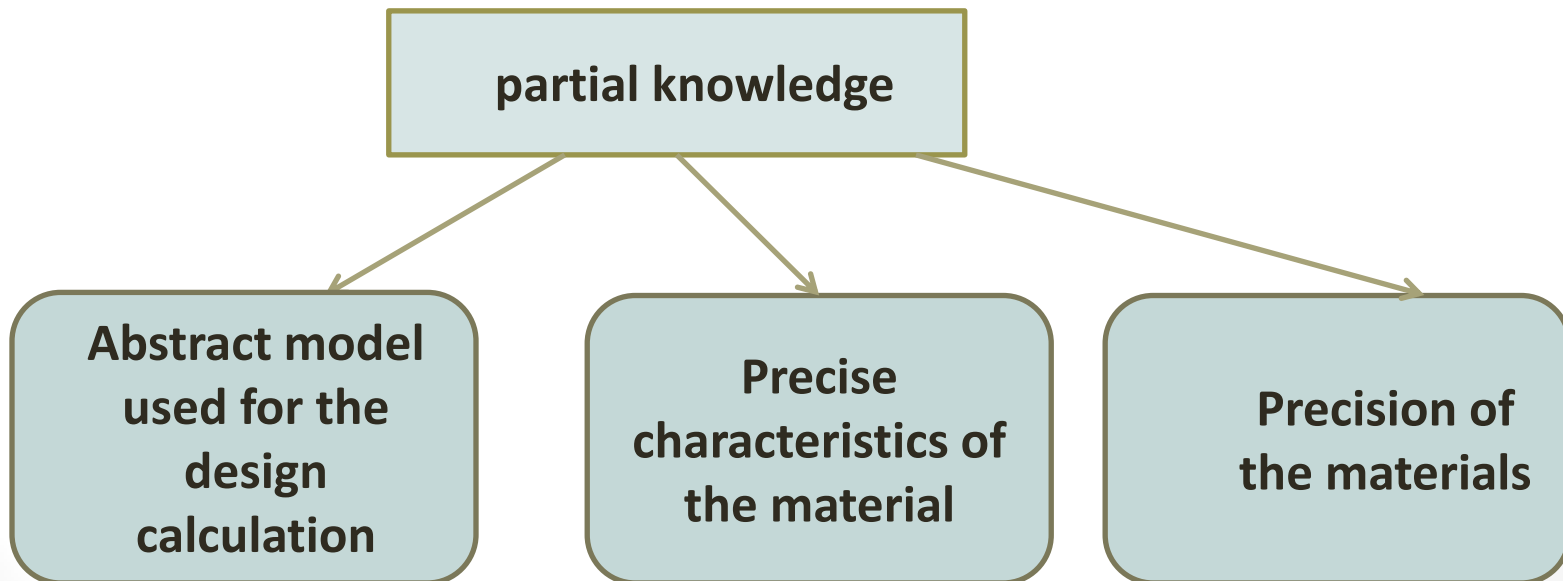 partial knowledge
Abstract model
used for the
design
calculation
Precise
characteristics of
the material
Precision of
the materials